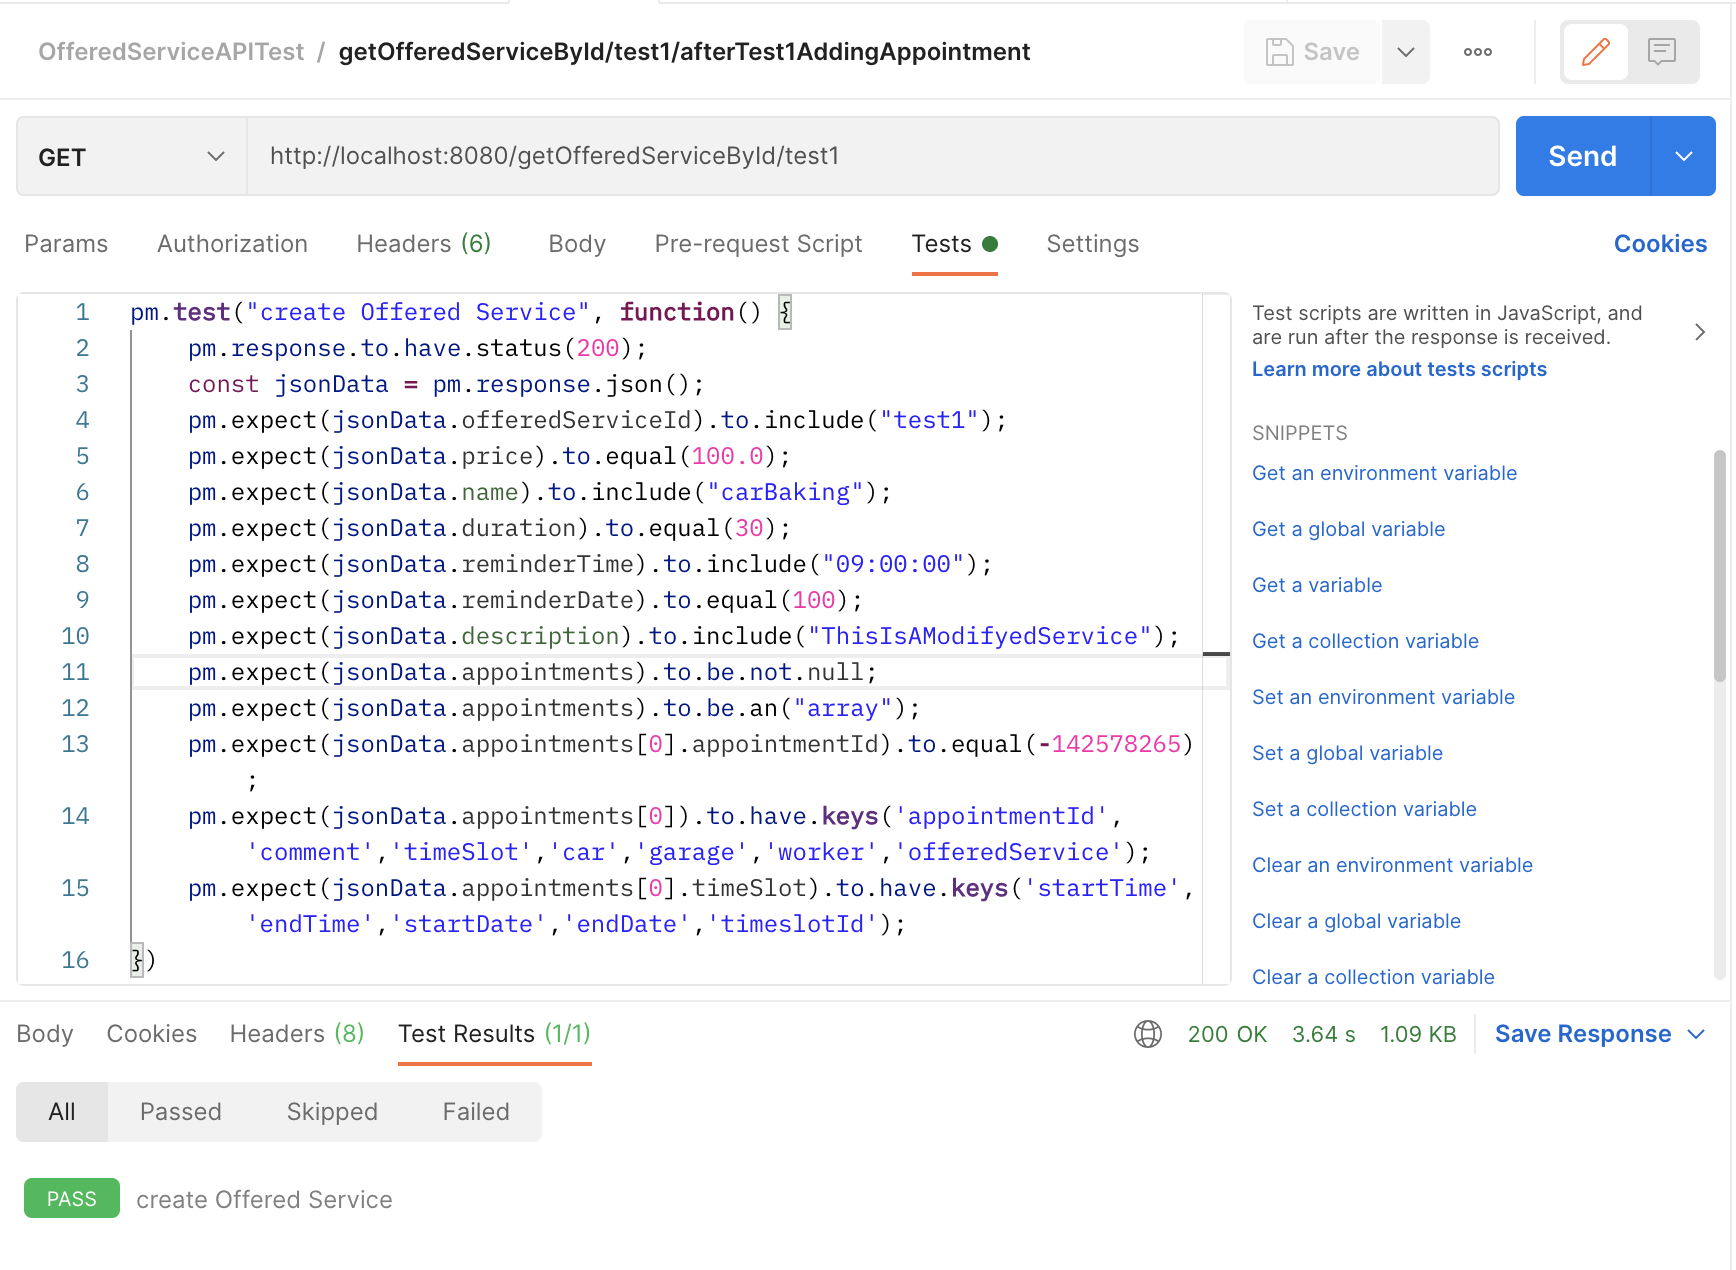 OfferedServiceAPITest / getOfferedServiceById/test1/afterTest1AddingAppointment
Save
GET
http://localhost:8080/getOfferedServiceById/test1
Send
Params Authorization Headers (6) Body Pre-request Script Tests Settings
Cookies
1 pm.test("create Offered Service", function() {
2 pm.response.to.have.status(200);
3 const jsonData = pm.response.json();
4 pm.expect(jsonData.offeredServiceId).to.include("test1");
5 pm.expect(jsonData.price).to.equal(100.0);
6 pm.expect(jsonData.name).to.include("carBaking");
7 pm.expect(jsonData.duration).to.equal(30);
8 pm.expect(jsonData.reminderTime).to.include("09:00:00");
9 pm.expect(jsonData.reminderDate).to.equal(100);
10 pm.expect(jsonData.description).to.include("ThisIsAModifyedService");
11 pm.expect(jsonData.appointments).to.be.not.null;
12 pm.expect(jsonData.appointments).to.be.an("array");
13 pm.expect(jsonData.appointments[0].appointmentId).to.equal(-142578265)
;
14 pm.expect(jsonData.appointments[0]).to.have.keys('appointmentId',
'comment','timeSlot','car','garage','worker','offeredService');
15 pm.expect(jsonData.appointments[0].timeSlot).to.have.keys('startTime',
'endTime','startDate','endDate','timeslotId');
16 })
Test scripts are written in JavaScript, and
are run after the response is received.
Learn more about tests scripts
SNIPPETS
Get an environment variable
Get a global variable
Get a variable
Get a collection variable
Set an environment variable
Set a global variable
Set a collection variable
Clear an environment variable
Clear a global variable
Clear a collection variable
Body Cookies Headers (8) Test Results (1/1)
200 OK 3.64 s 1.09 KB Save Response
All Passed Skipped Failed
PASS create Offered Service